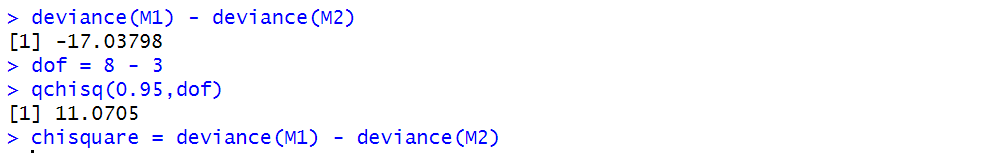 > deviance(M1) - deviance(M2)
[1] -17.03798
> dof = 8 - 3
> qchisq(0.95,dof)
[1] 11.0705
> chisquare = deviance(M1) - deviance(M2)